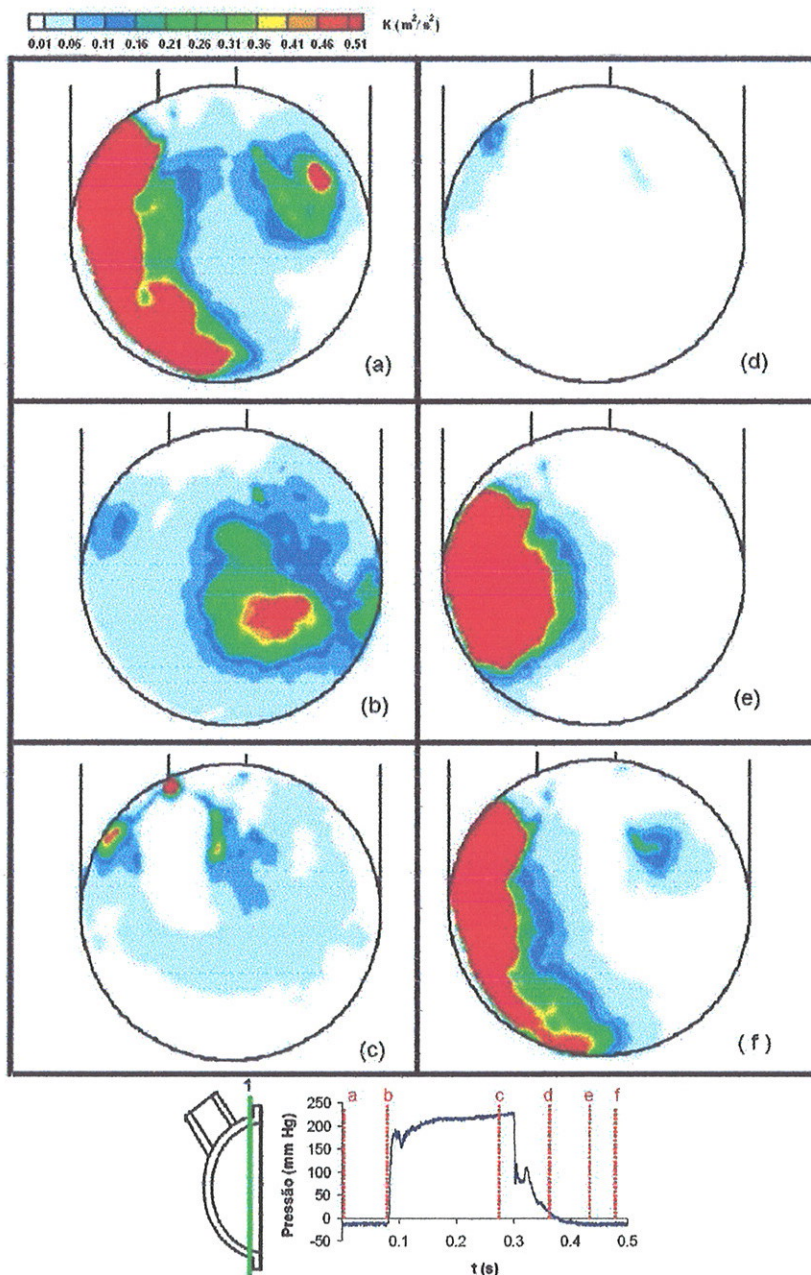 K (m²/s²)
0.01 0.06 0.11 0.16 0.21 0.26 0.31 0.36 0.41 0.46 0.51
(a)
(d)
(b)
(e)
(c)
(f)
1
a b c d e f
Pressão (mm Hg)
250
200
150
100
50
0
-50
0.1 0.2 0.3 0.4 0.5
t (s)